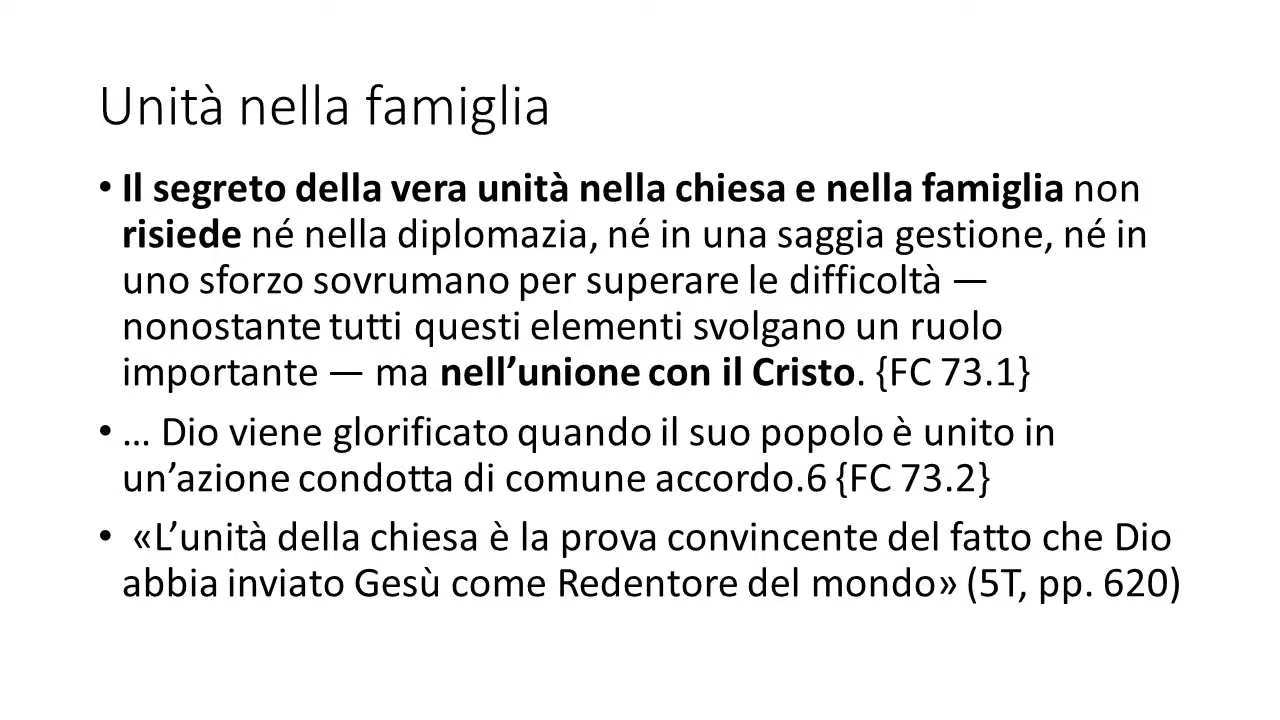 Unità nella famiglia
• Il segreto della vera unità nella chiesa e nella famiglia non
risiede né nella diplomazia, né in una saggia gestione, né in
uno sforzo sovrumano per superare le difficoltà —
nonostante tutti questi elementi svolgano un ruolo
importante — ma nell’unione con il Cristo. {FC 73.1}
• … Dio viene glorificato quando il suo popolo è unito in
un’azione condotta di comune accordo.6 {FC 73.2}
• «L’unità della chiesa è la prova convincente del fatto che Dio
abbia inviato Gesù come Redentore del mondo» (5T, pp. 620)